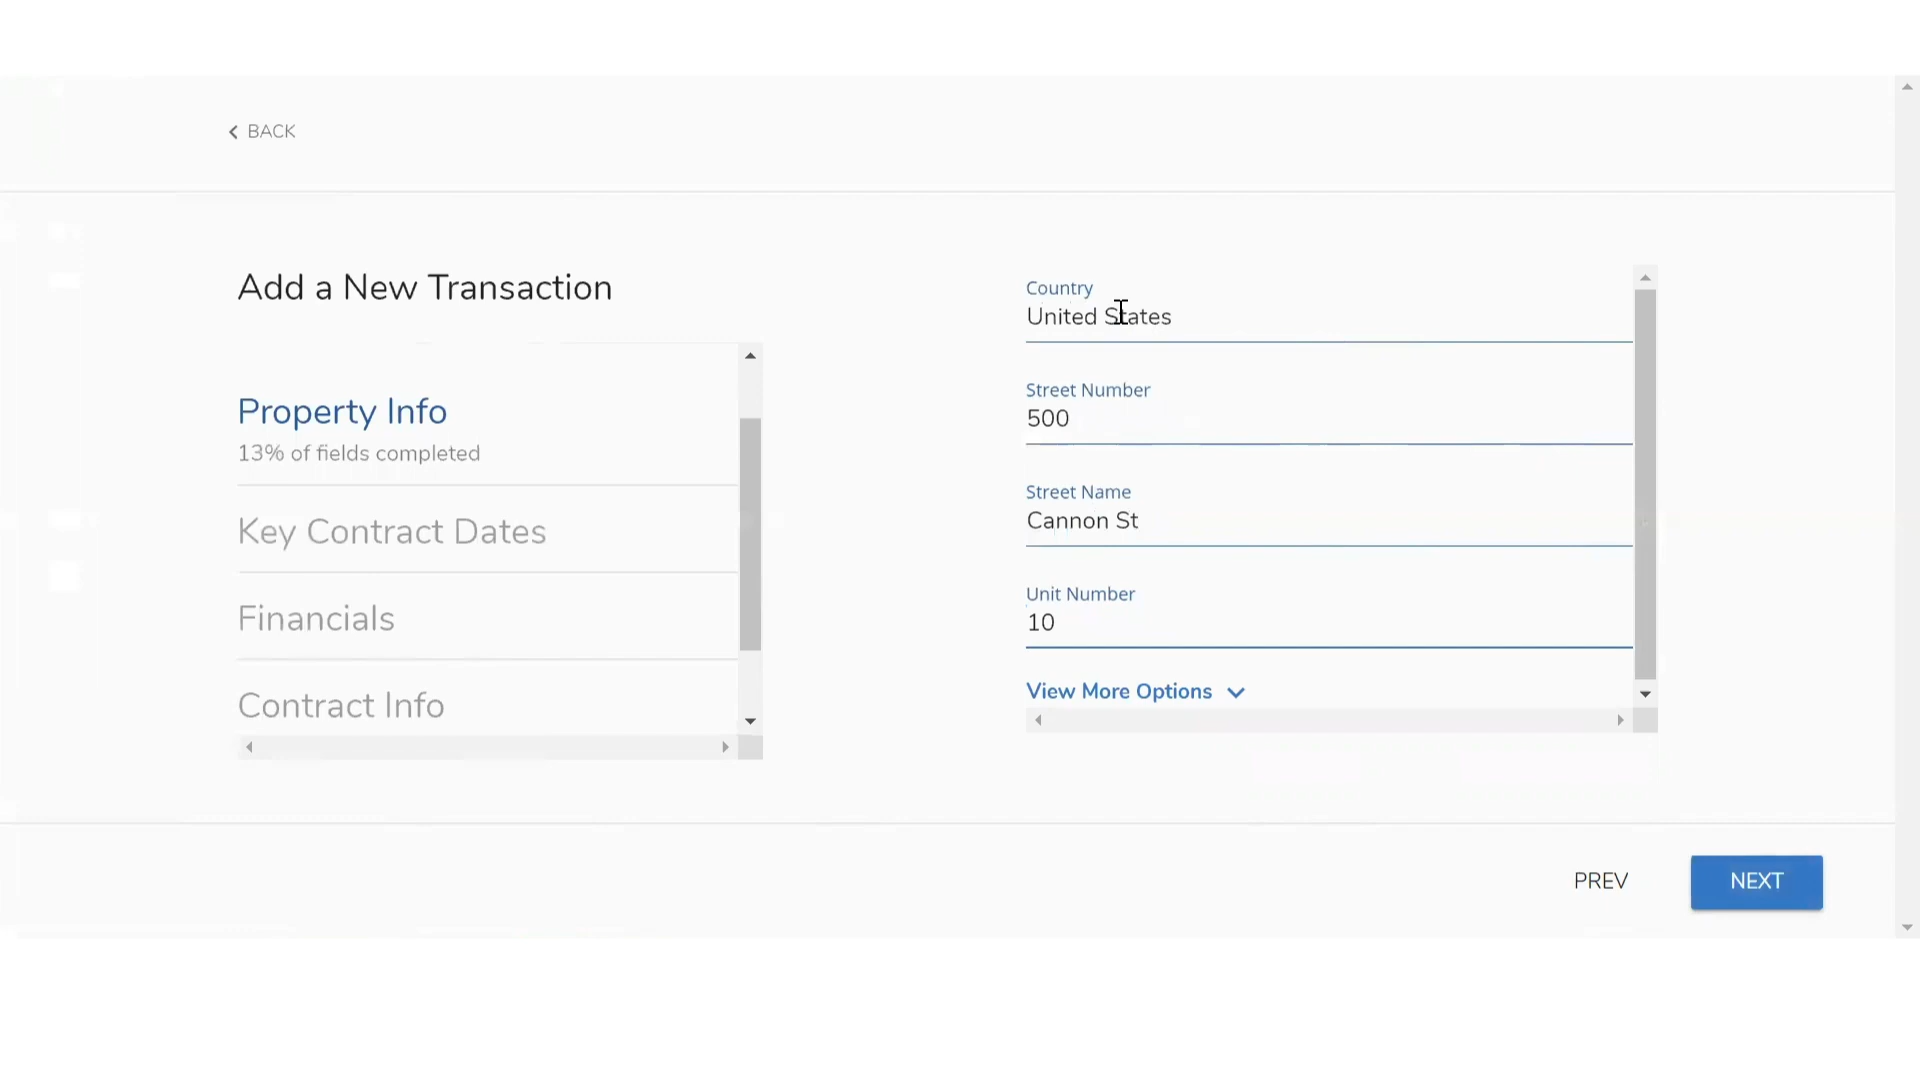 BACK
Add a New Transaction
Property Info
13% of fields completed
Key Contract Dates
Financials
Contract Info
Country
United States
Street Number
500
Street Name
Cannon St
Unit Number
10
View More Options
PREV
NEXT